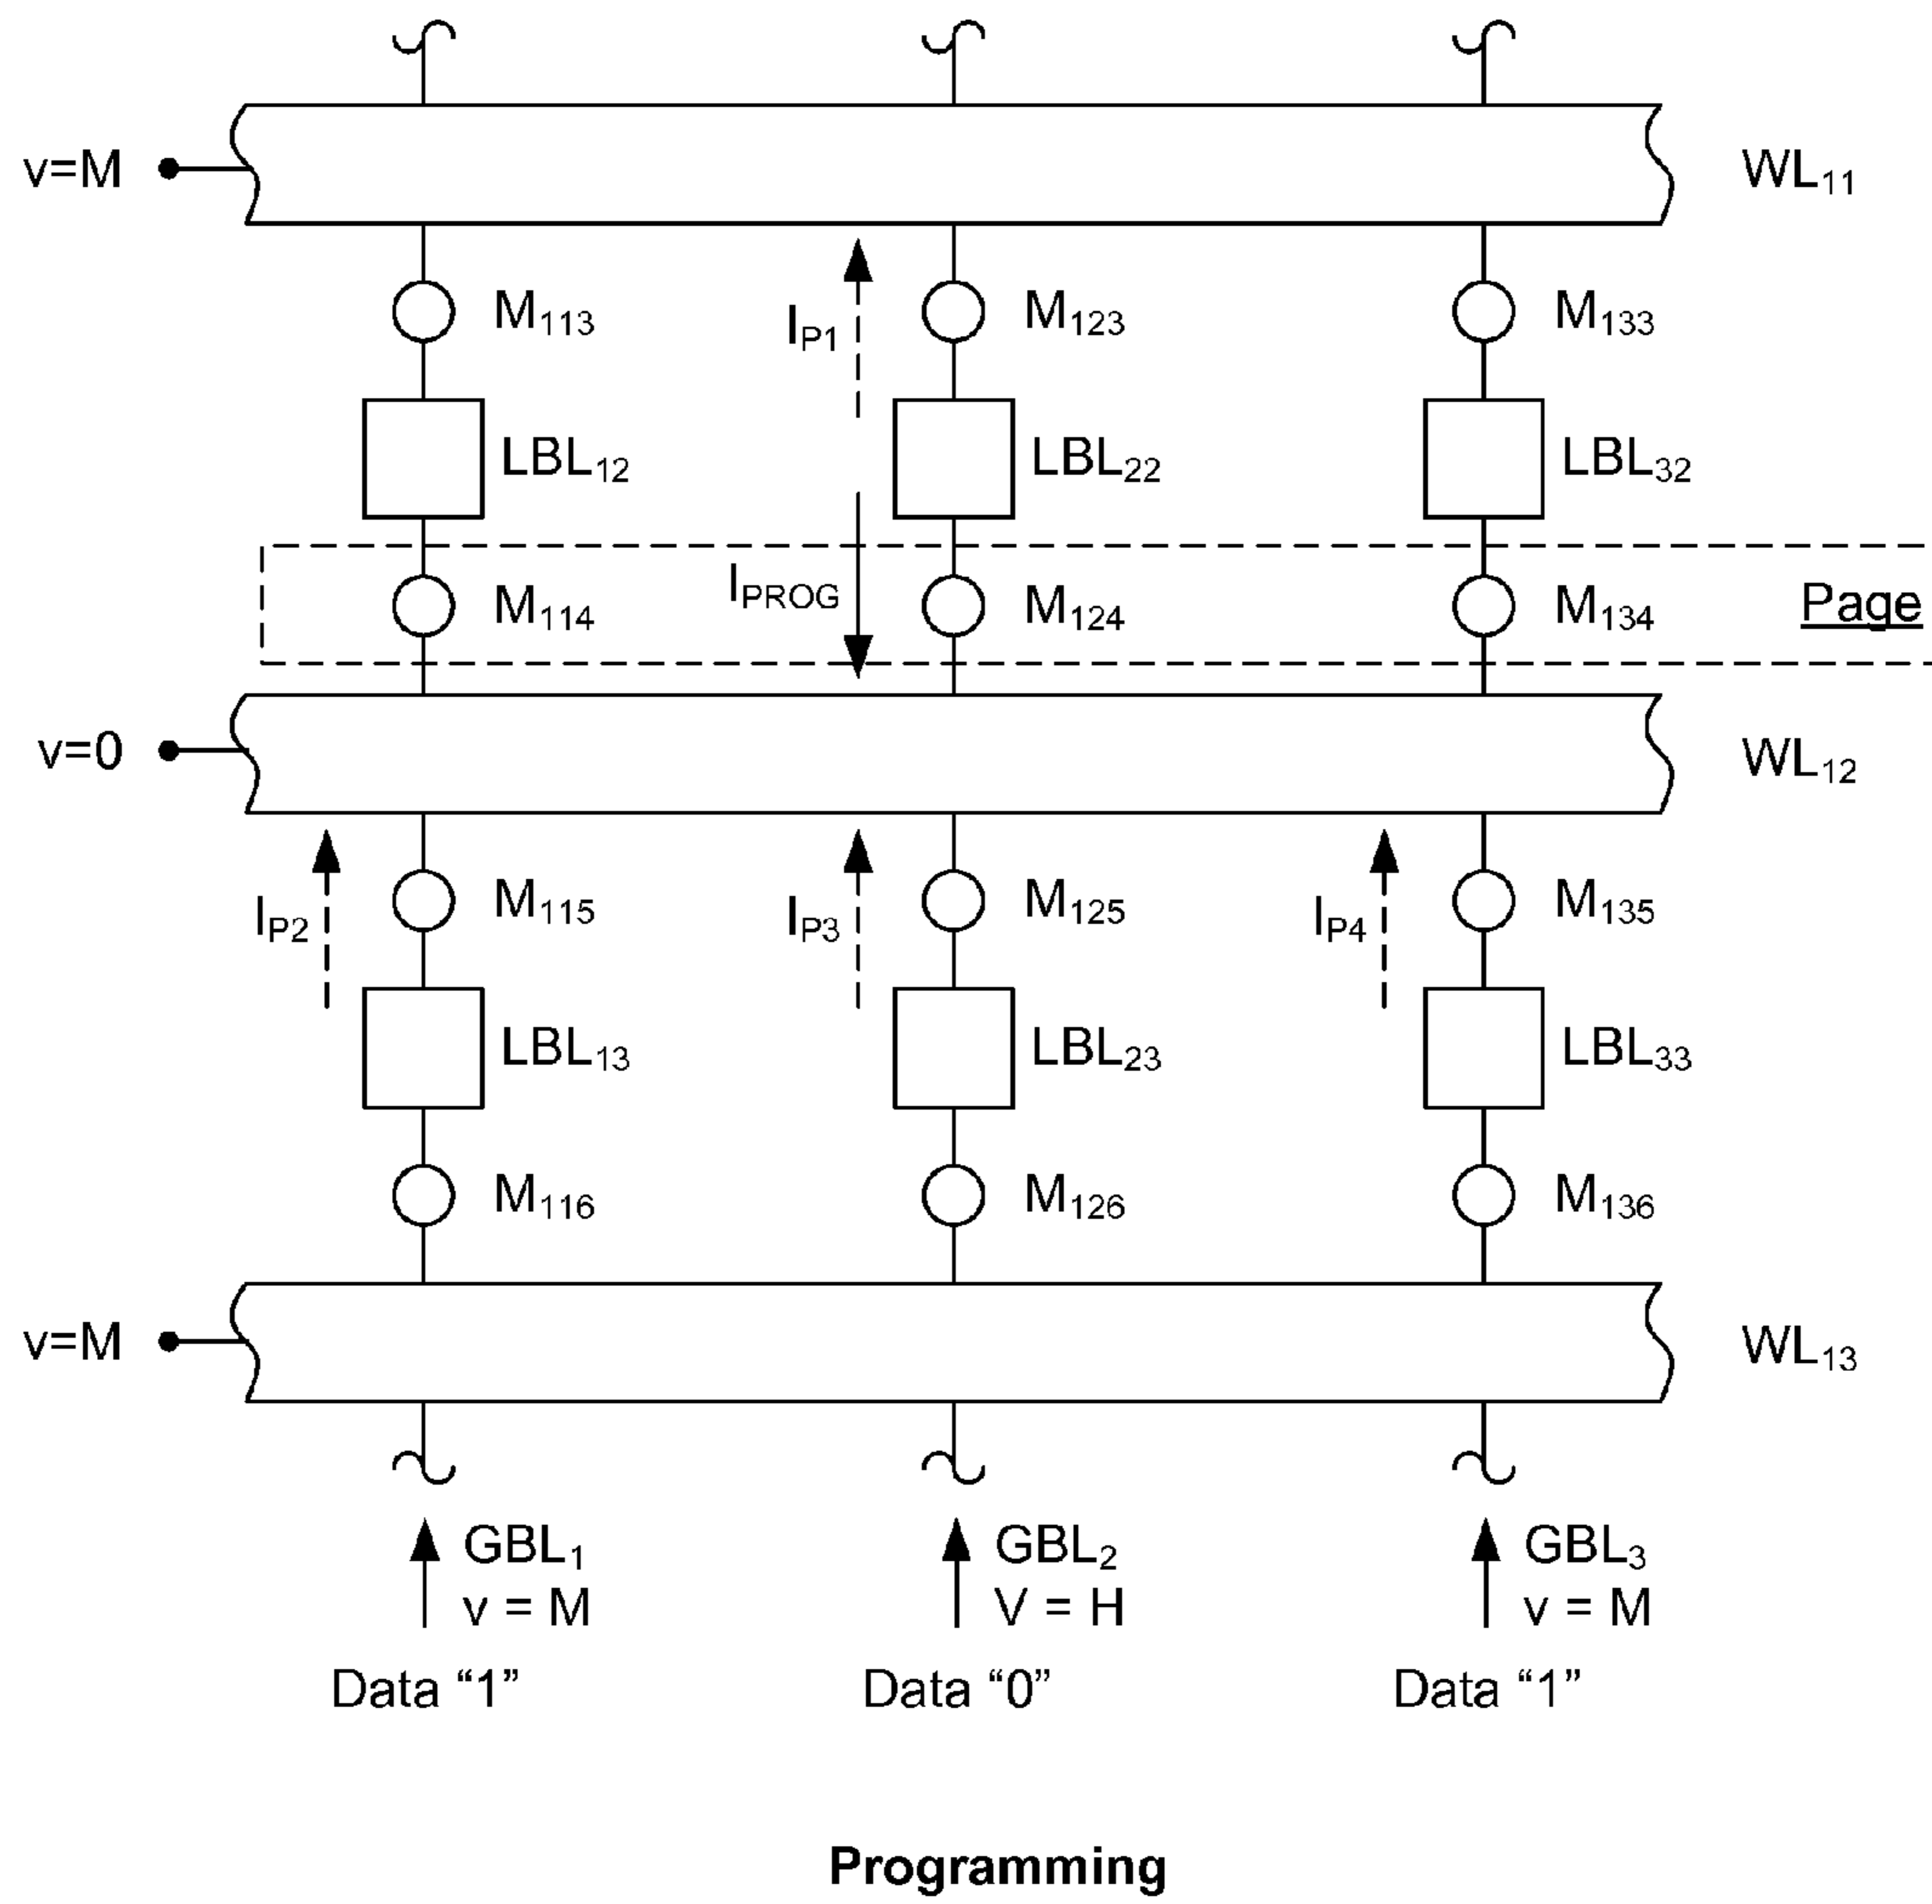 v=M WL11
M113 IP1 M123 M133
LBL12 LBL22 LBL32
M114 IPROG M124 M134 Page
v=0 WL12
IP2 M115 IP3 M125 IP4 M135
LBL13 LBL23 LBL33
M116 M126 M136
v=M WL13
GBL1 GBL2 GBL3
v = M V = H v = M
Data “1” Data “0” Data “1”
Programming